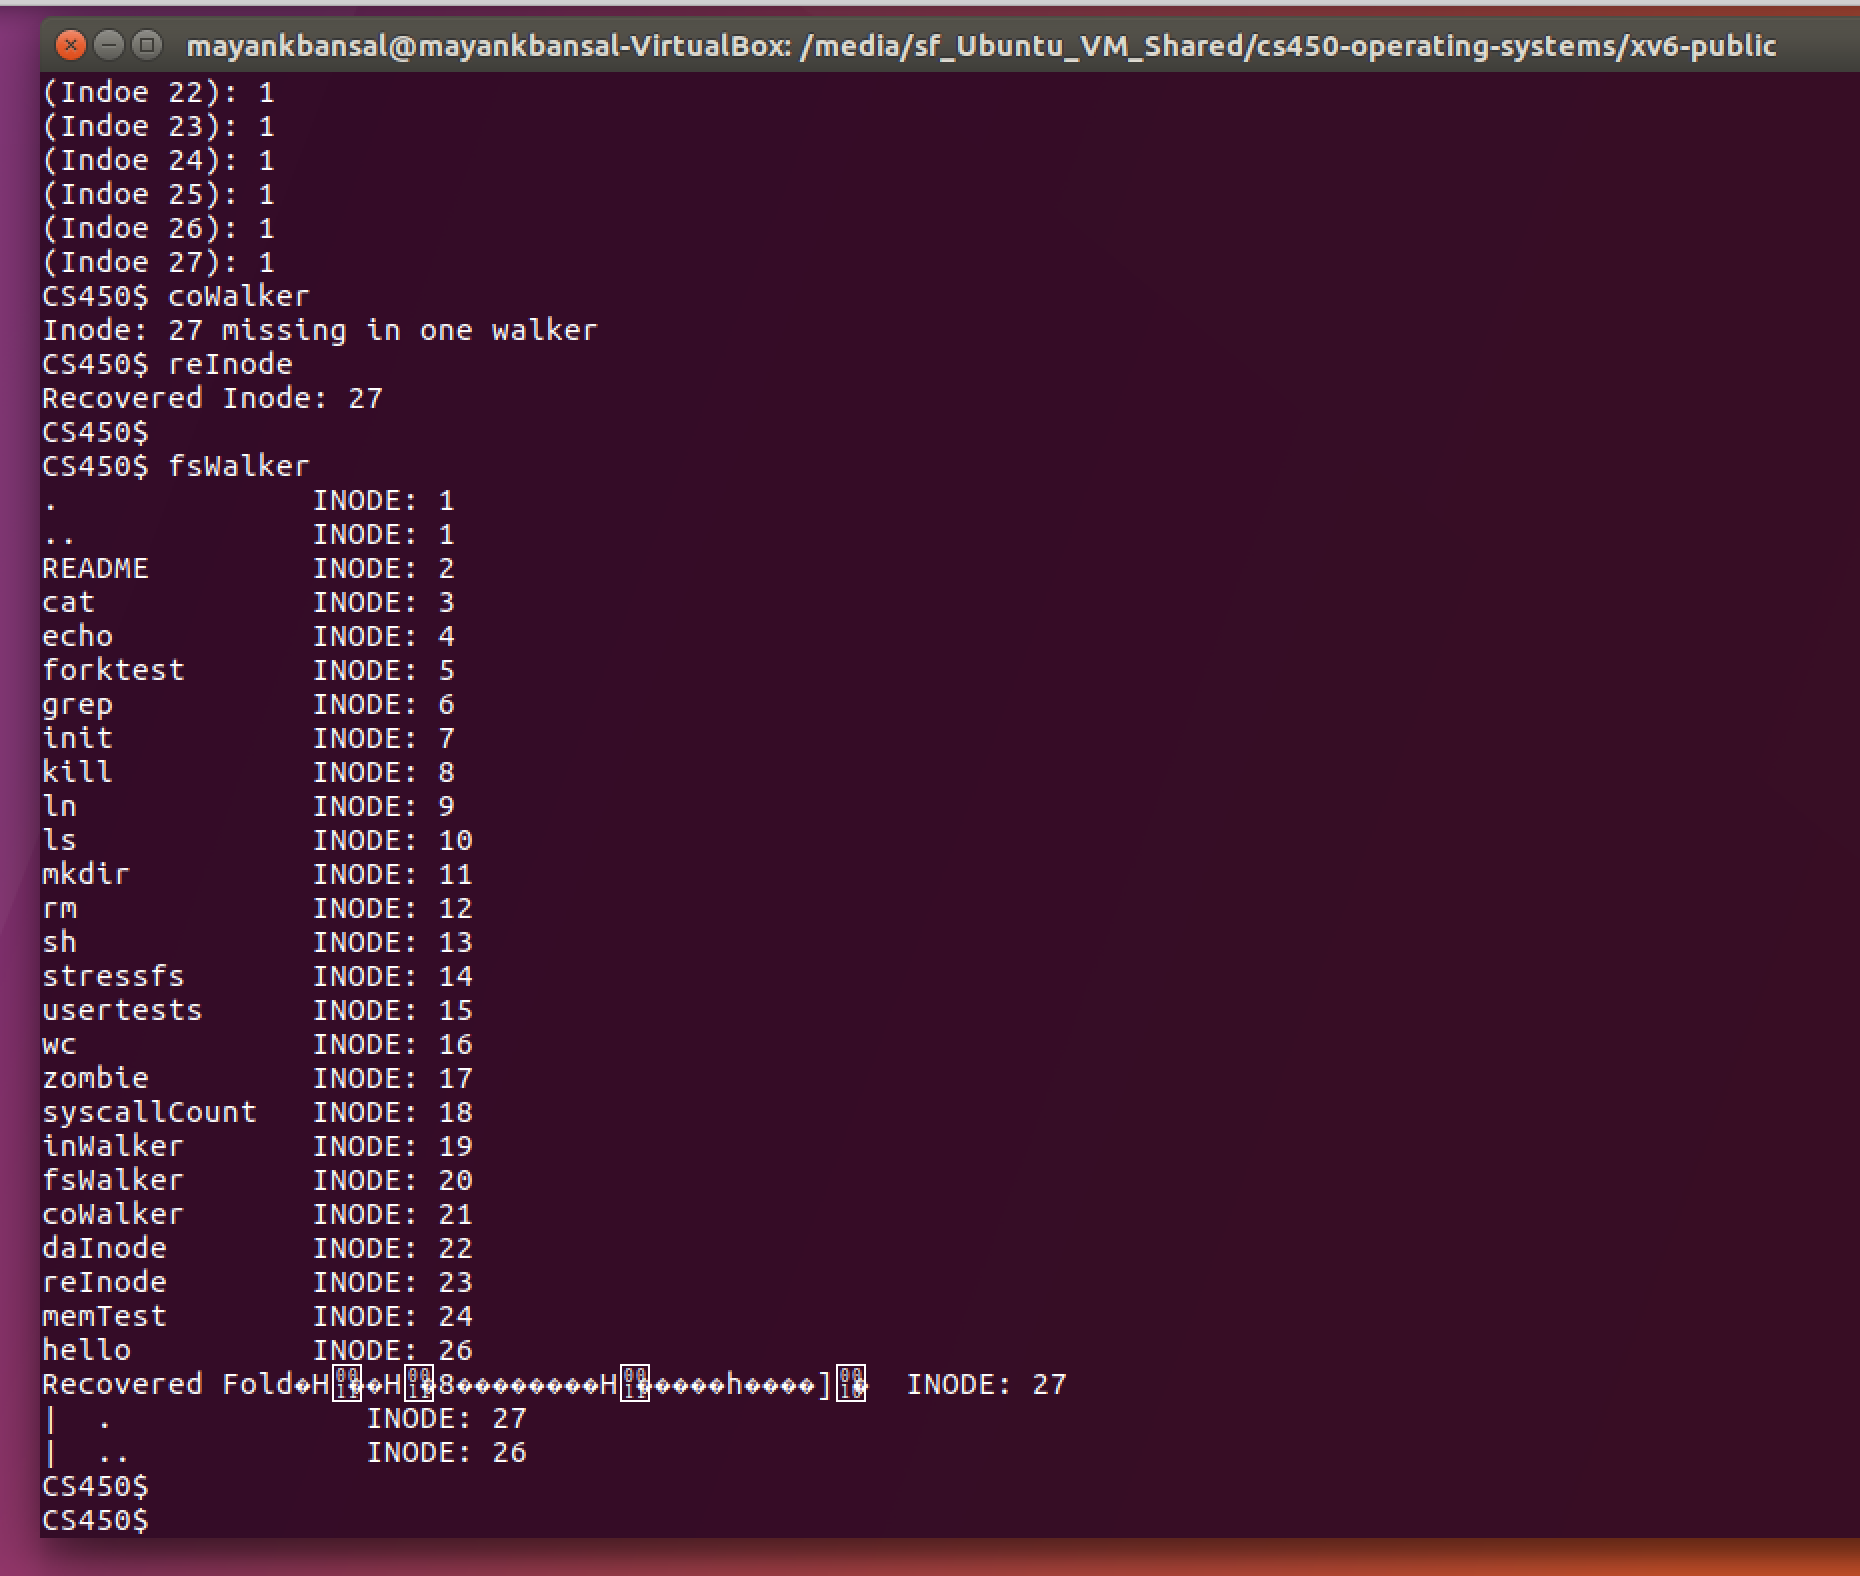 mayankbansal@mayankbansal-VirtualBox: /media/sf_Ubuntu_VM_Shared/cs450-operating-systems/xv6-public
(Indoe 22): 1
(Indoe 23): 1
(Indoe 24): 1
(Indoe 25): 1
(Indoe 26): 1
(Indoe 27): 1
CS450$ coWalker
Inode: 27 missing in one walker
CS450$ reInode
Recovered Inode: 27
CS450$
CS450$ fsWalker
. INODE: 1
.. INODE: 1
README INODE: 2
cat INODE: 3
echo INODE: 4
forktest INODE: 5
grep INODE: 6
init INODE: 7
kill INODE: 8
ln INODE: 9
ls INODE: 10
mkdir INODE: 11
rm INODE: 12
sh INODE: 13
stressfs INODE: 14
usertests INODE: 15
wc INODE: 16
zombie INODE: 17
syscallCount INODE: 18
inWalker INODE: 19
fsWalker INODE: 20
coWalker INODE: 21
daInode INODE: 22
reInode INODE: 23
memTest INODE: 24
hello INODE: 26
Recovered Fold INODE: 27
| . INODE: 27
| .. INODE: 26
CS450$
CS450$